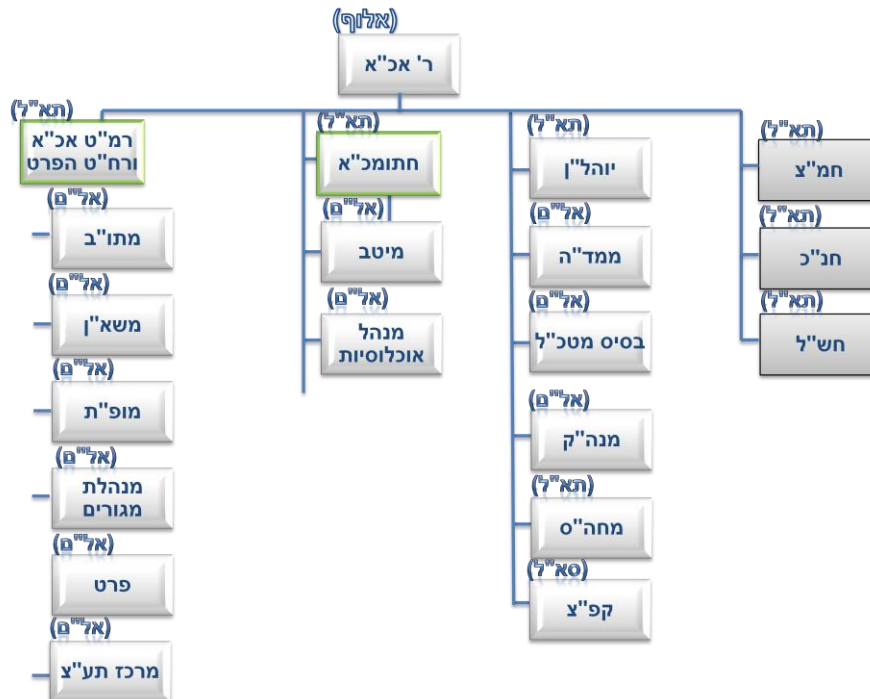 (אלוף)
ר' אכ"א
(תא"ל)
חמ"צ
(תא"ל)
חנ"כ
(תא"ל)
חש"ל
(תא"ל)
יוהל"ן
(אל"ם)
ממד"ה
(אל"ם)
בסיס מטכ"ל
(אל"ם)
מנה"ק
(תא"ל)
מחה"ס
(סא"ל)
קפ"צ
(תא"ל)
חתומכ"א
(אל"ם)
מיטב
(אל"ם)
מנהל
אוכלוסיות
(תא"ל)
רמ"ט אכ"א
ורח"ט הפרט
(אל"ם)
מתו"ב
(אל"ם)
משא"ן
(אל"ם)
מופ"ת
(אל"ם)
מנהלת
מגורים
(אל"ם)
פרט
(אל"ם)
מרכז תע"צ